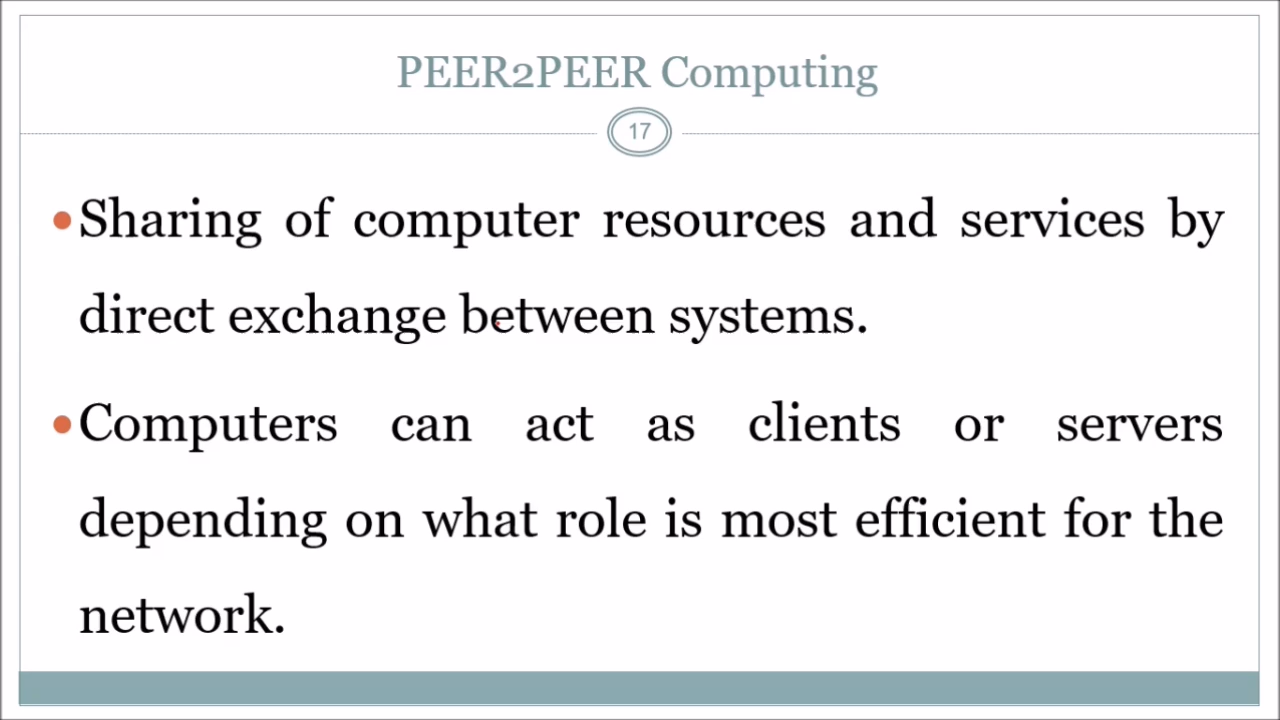 PEER2PEER Computing
17
•Sharing of computer resources and services by
direct exchange between systems.
•Computers can act as clients or servers
depending on what role is most efficient for the
network.